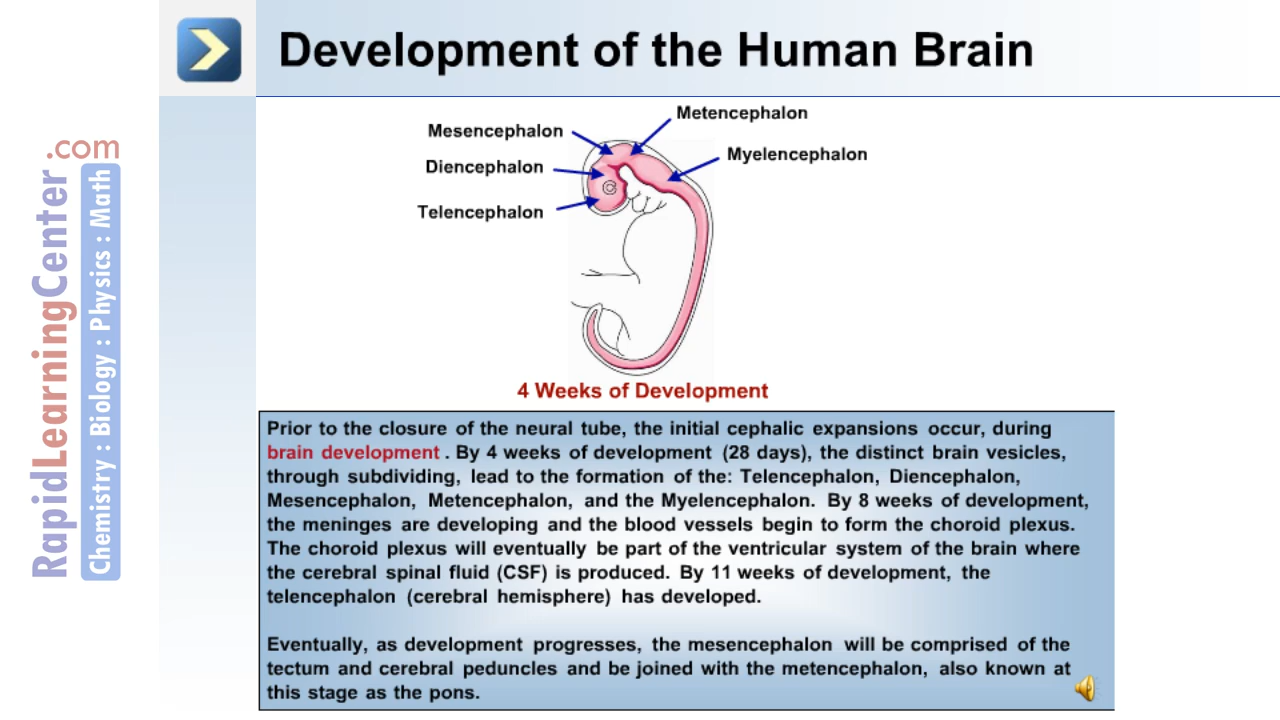 Development of the Human Brain
RapidLearningCenter.com
Chemistry : Biology : Physics : Math
Metencephalon
Mesencephalon
Myelencephalon
Diencephalon
Telencephalon
4 Weeks of Development
Prior to the closure of the neural tube, the initial cephalic expansions occur, during
brain development . By 4 weeks of development (28 days), the distinct brain vesicles,
through subdividing, lead to the formation of the: Telencephalon, Diencephalon,
Mesencephalon, Metencephalon, and the Myelencephalon. By 8 weeks of development,
the meninges are developing and the blood vessels begin to form the choroid plexus.
The choroid plexus will eventually be part of the ventricular system of the brain where
the cerebral spinal fluid (CSF) is produced. By 11 weeks of development, the
telencephalon (cerebral hemisphere) has developed.
Eventually, as development progresses, the mesencephalon will be comprised of the
tectum and cerebral peduncles and be joined with the metencephalon, also known at
this stage as the pons.